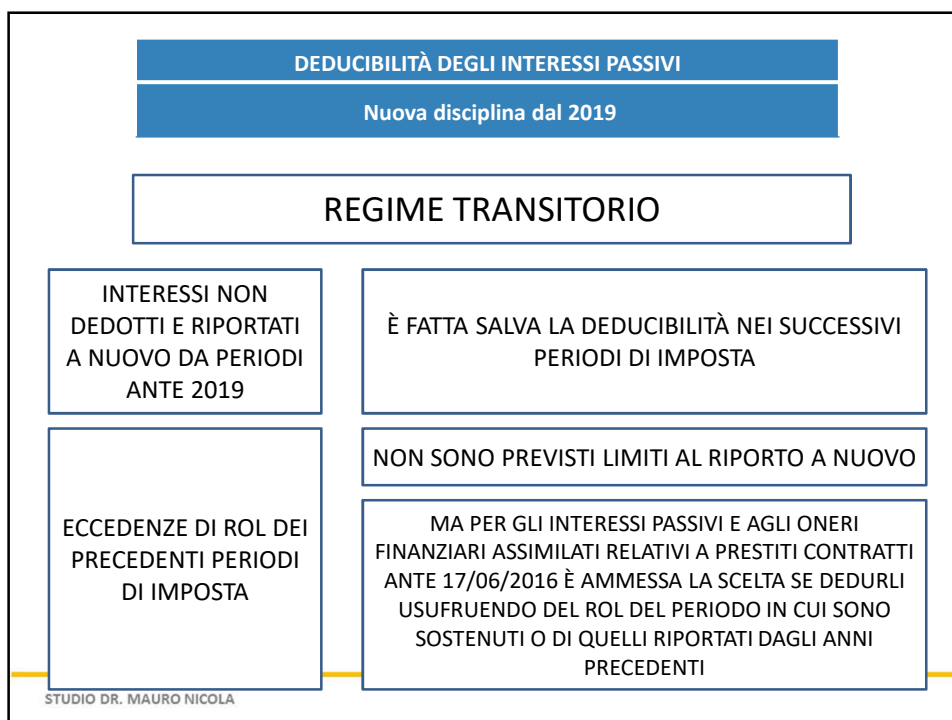 DEDUCIBILITÀ DEGLI INTERESSI PASSIVI
Nuova disciplina dal 2019
REGIME TRANSITORIO
INTERESSI NON
DEDOTTI E RIPORTATI
A NUOVO DA PERIODI
ANTE 2019
È FATTA SALVA LA DEDUCIBILITÀ NEI SUCCESSIVI
PERIODI DI IMPOSTA
ECCEDENZE DI ROL DEI
PRECEDENTI PERIODI
DI IMPOSTA
NON SONO PREVISTI LIMITI AL RIPORTO A NUOVO
MA PER GLI INTERESSI PASSIVI E AGLI ONERI
FINANZIARI ASSIMILATI RELATIVI A PRESTITI CONTRATTI
ANTE 17/06/2016 È AMMESSA LA SCELTA SE DEDURLI
USUFRUENDO DEL ROL DEL PERIODO IN CUI SONO
SOSTENUTI O DI QUELLI RIPORTATI DAGLI ANNI
PRECEDENTI
STUDIO DR. MAURO NICOLA